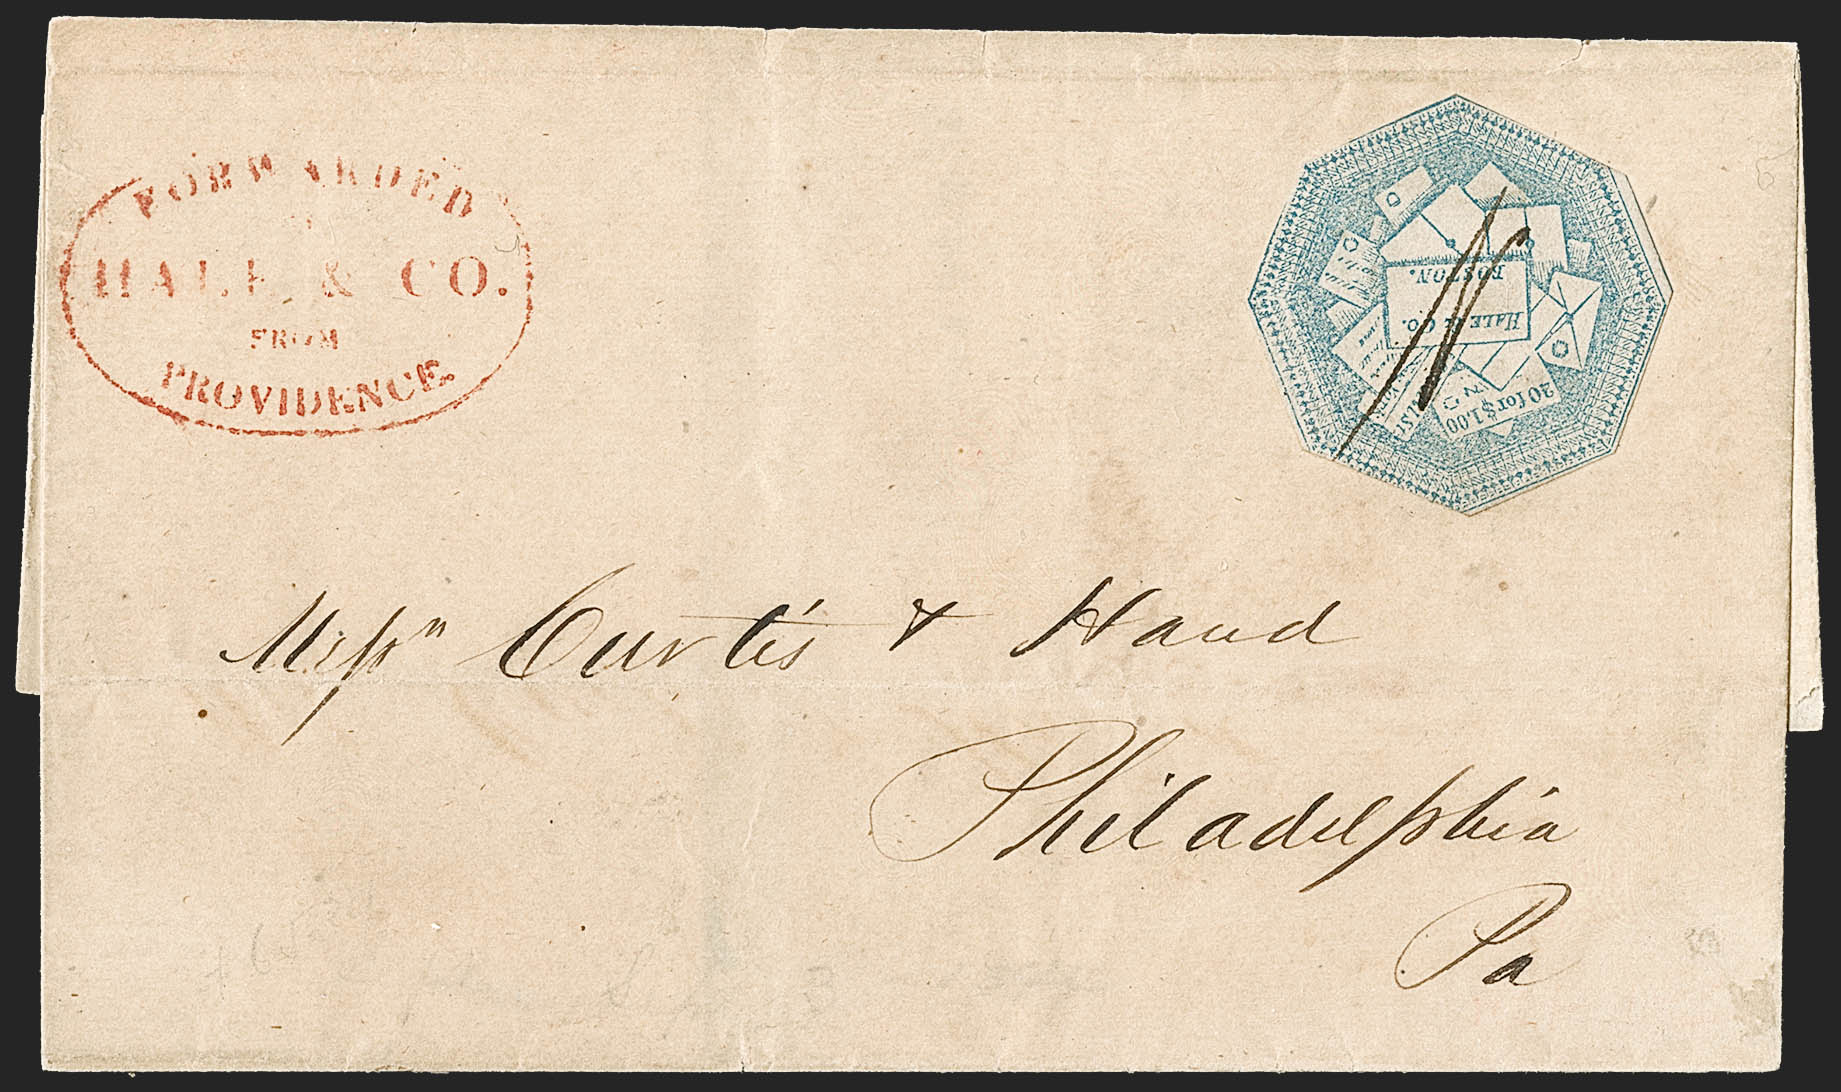 FORWARDED
HALE & CO.
FROM
PROVIDENCE.
HALE & CO.
BOSTON.
20 for $1.00
Messrs Curtis & Hand
Philadelphia
Pa